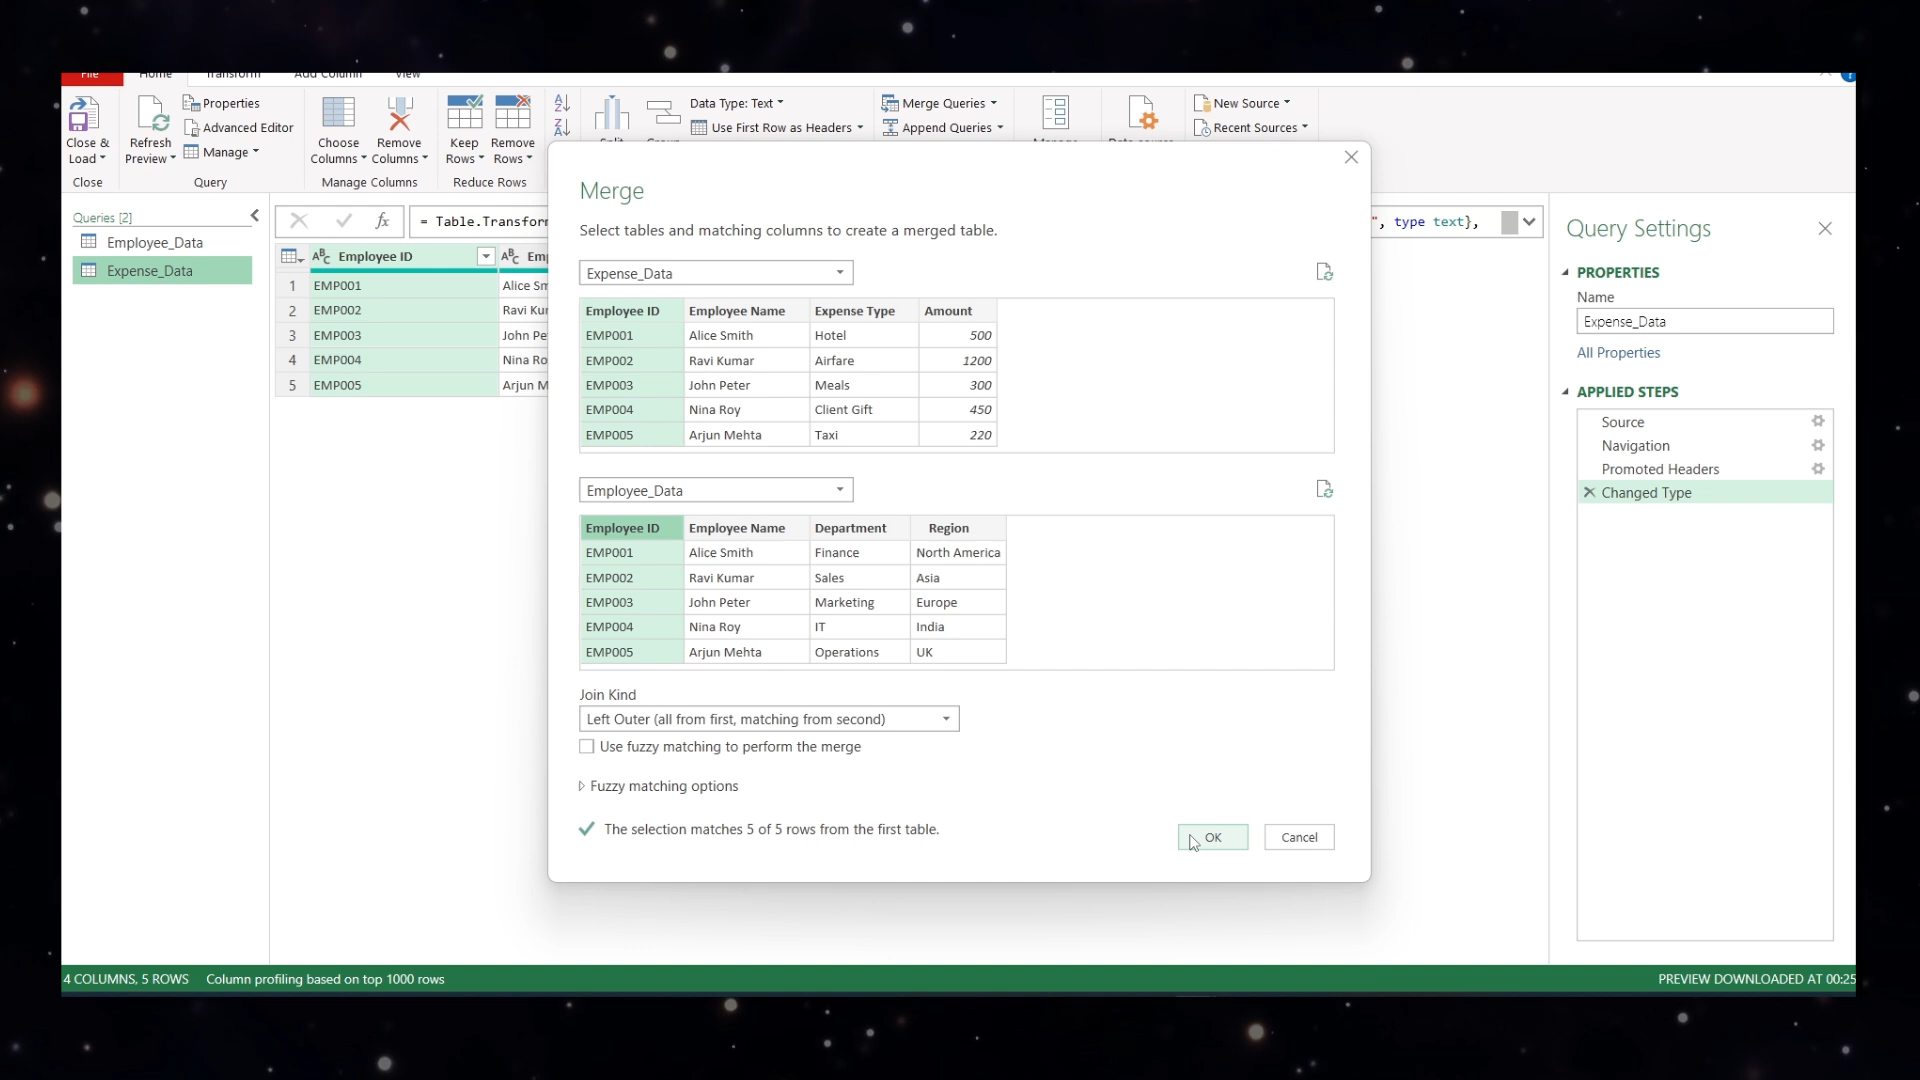 File Home Transform Add Column View
Close & Load
Close
Refresh Preview
Properties
Advanced Editor
Manage
Query
Choose Columns
Remove Columns
Manage Columns
Keep Rows
Remove Rows
Reduce Rows
Data Type: Text
Use First Row as Headers
Merge Queries
Append Queries
New Source
Recent Sources
Queries [2]
Employee_Data
Expense_Data
fx = Table.Transform
", type text},
Employee ID
1 EMP001 Alice Sm
2 EMP002 Ravi Kur
3 EMP003 John Pe
4 EMP004 Nina Ro
5 EMP005 Arjun M
Merge
Select tables and matching columns to create a merged table.
Expense_Data
Employee ID Employee Name Expense Type Amount
EMP001 Alice Smith Hotel 500
EMP002 Ravi Kumar Airfare 1200
EMP003 John Peter Meals 300
EMP004 Nina Roy Client Gift 450
EMP005 Arjun Mehta Taxi 220
Employee_Data
Employee ID Employee Name Department Region
EMP001 Alice Smith Finance North America
EMP002 Ravi Kumar Sales Asia
EMP003 John Peter Marketing Europe
EMP004 Nina Roy IT India
EMP005 Arjun Mehta Operations UK
Join Kind
Left Outer (all from first, matching from second)
Use fuzzy matching to perform the merge
Fuzzy matching options
The selection matches 5 of 5 rows from the first table.
OK Cancel
Query Settings
PROPERTIES
Name
Expense_Data
All Properties
APPLIED STEPS
Source
Navigation
Promoted Headers
Changed Type
4 COLUMNS, 5 ROWS Column profiling based on top 1000 rows
PREVIEW DOWNLOADED AT 00:25